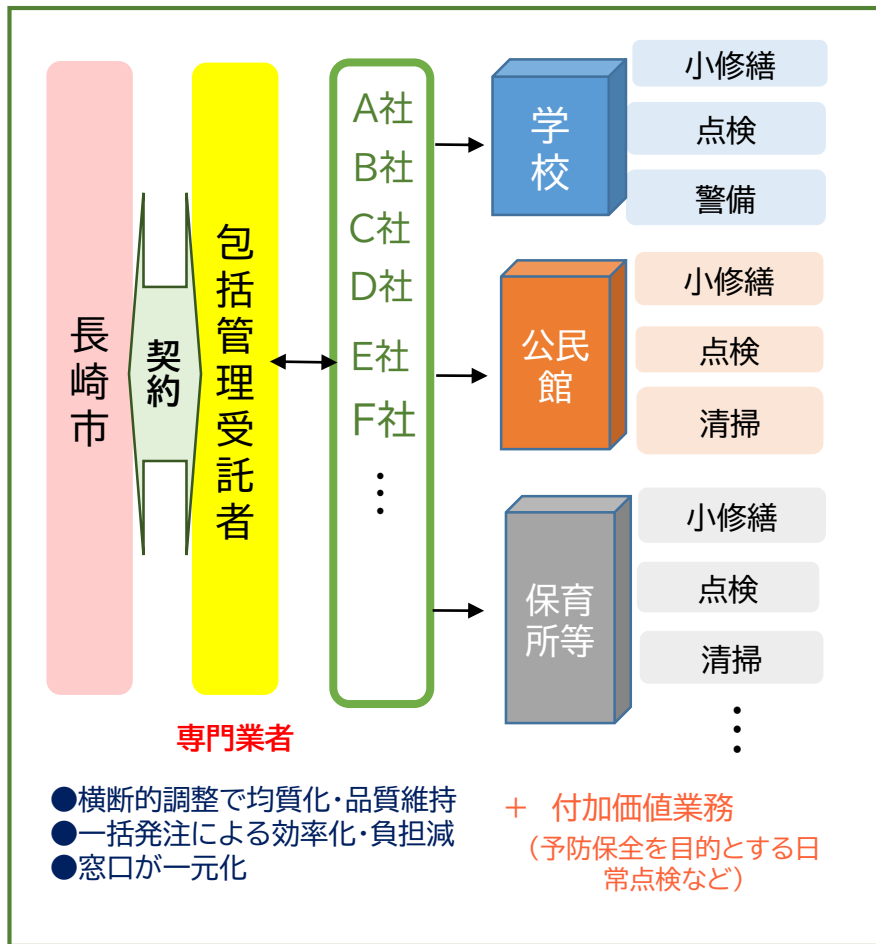 長崎市
契約
包括管理受託者
A社
B社
C社
D社
E社
F社
⋮
学校
小修繕
点検
警備
公民
館
小修繕
点検
清掃
保育
所等
小修繕
点検
清掃
⋮
専門業者
●横断的調整で均質化・品質維持
●一括発注による効率化・負担減
●窓口が一元化
＋ 付加価値業務
（予防保全を目的とする日
常点検など）